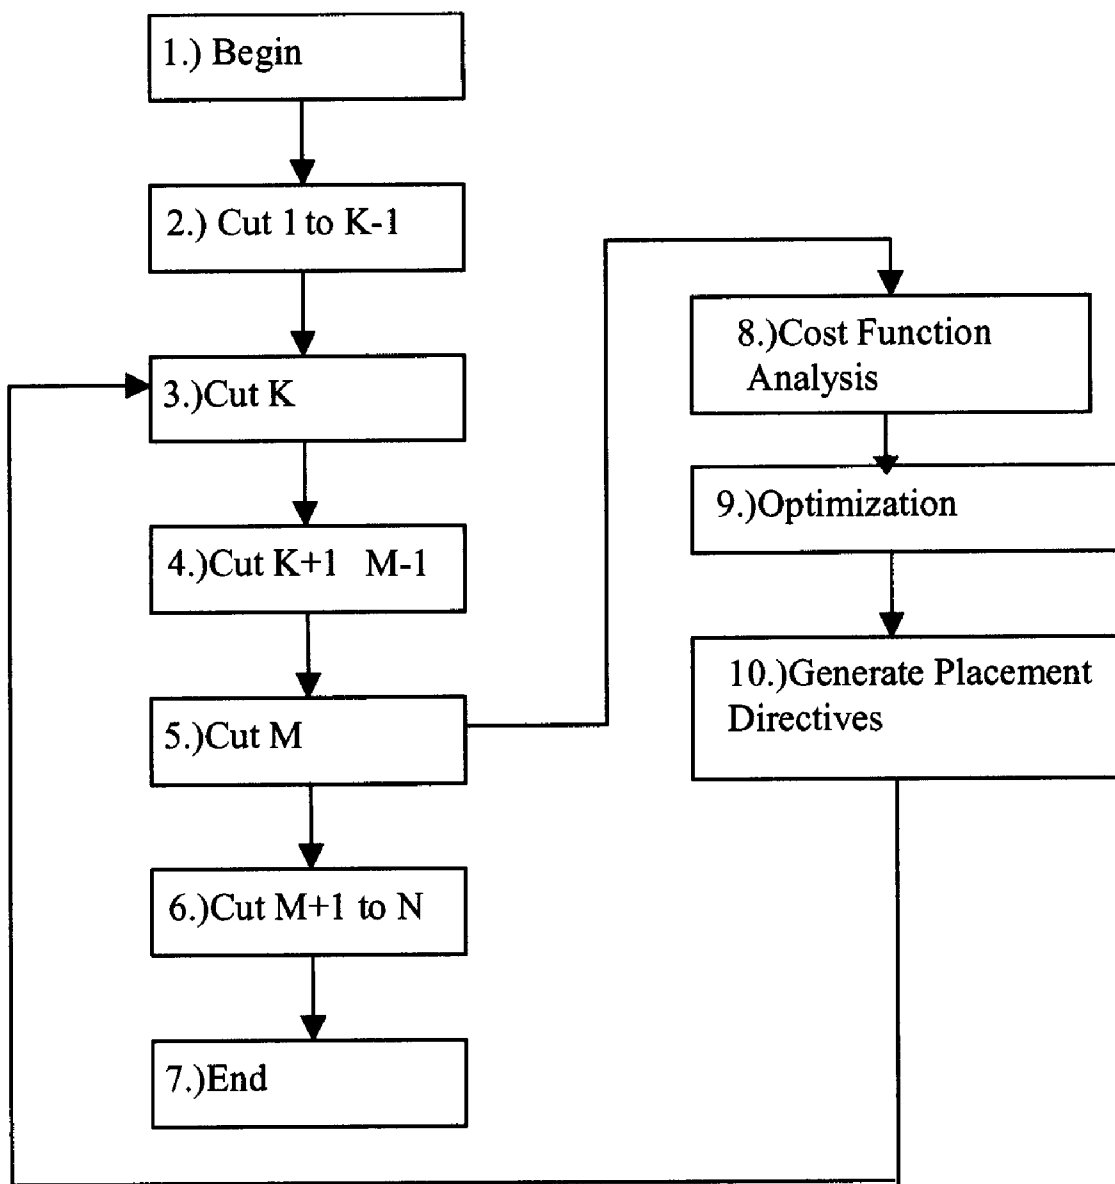 1.) Begin
2.) Cut 1 to K-1
3.)Cut K
4.)Cut K+1 M-1
5.)Cut M
6.)Cut M+1 to N
7.)End
8.)Cost Function
Analysis
9.)Optimization
10.)Generate Placement
Directives